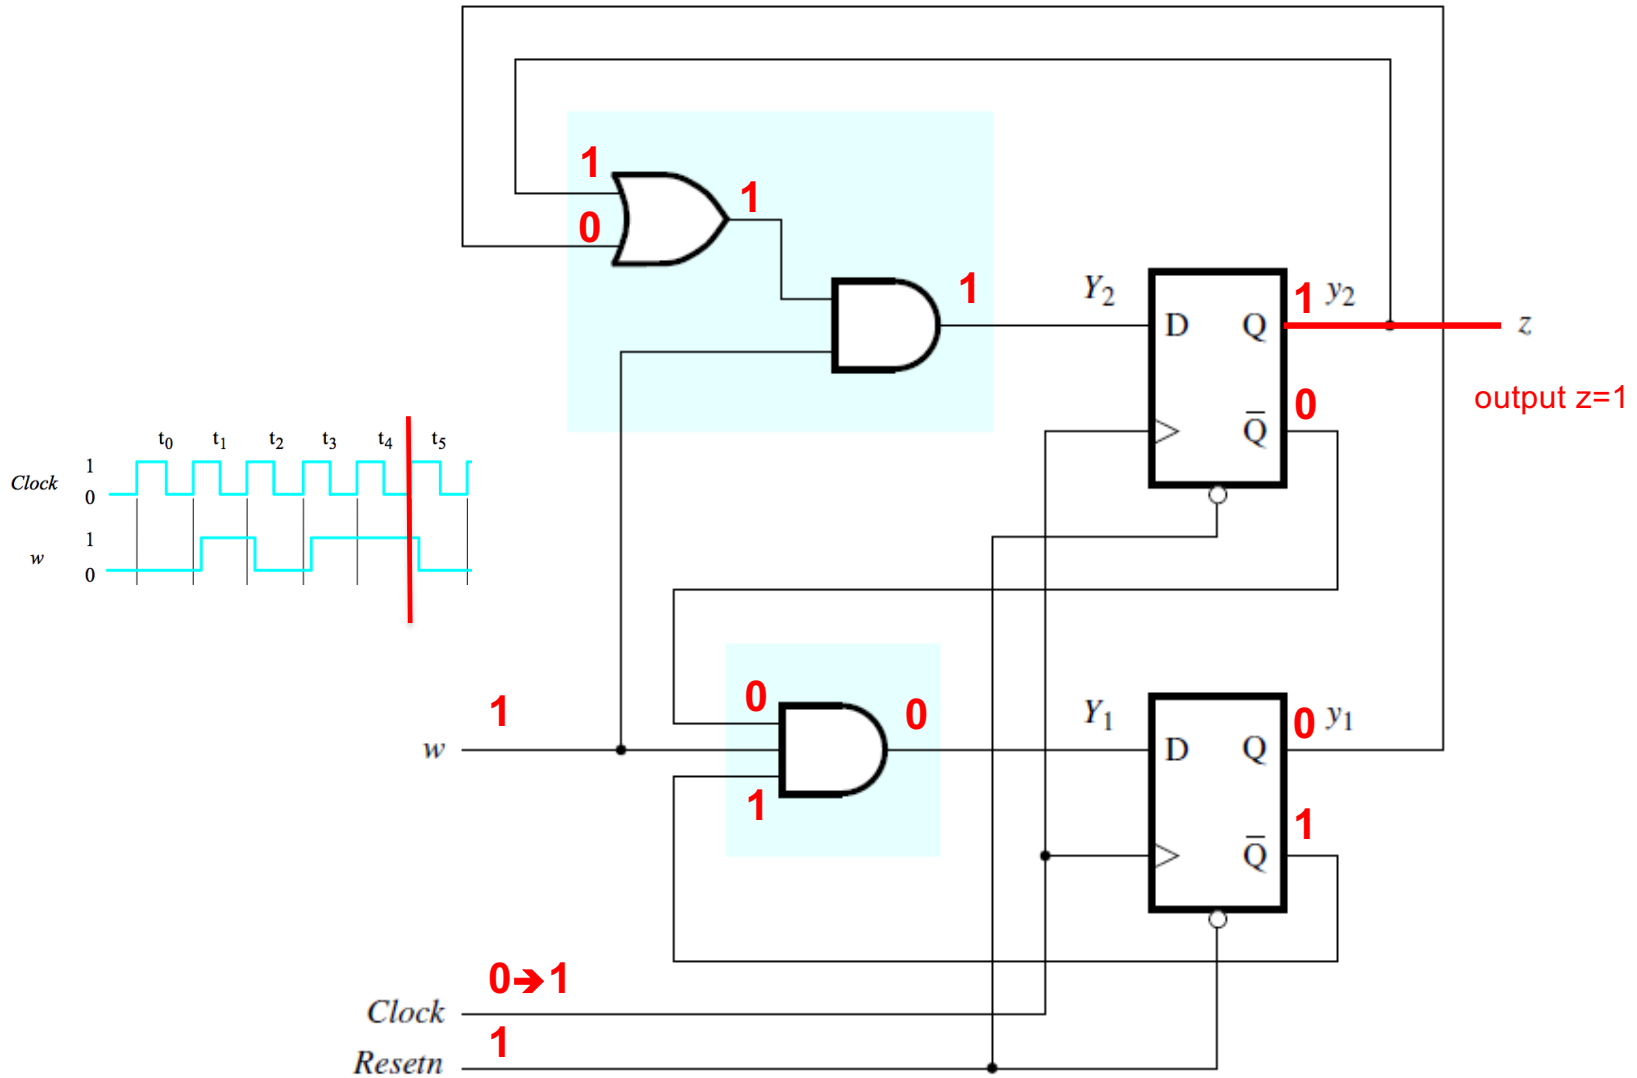 1
0
1
1
Y2
1 y2
D Q
z
0
Q̅
output z=1
t0 t1 t2 t3 t4 t5
Clock 1
0
w 1
0
1
w
0
0
1
Y1
0 y1
D Q
1
Q̅
0➔1
Clock
1
Resetn